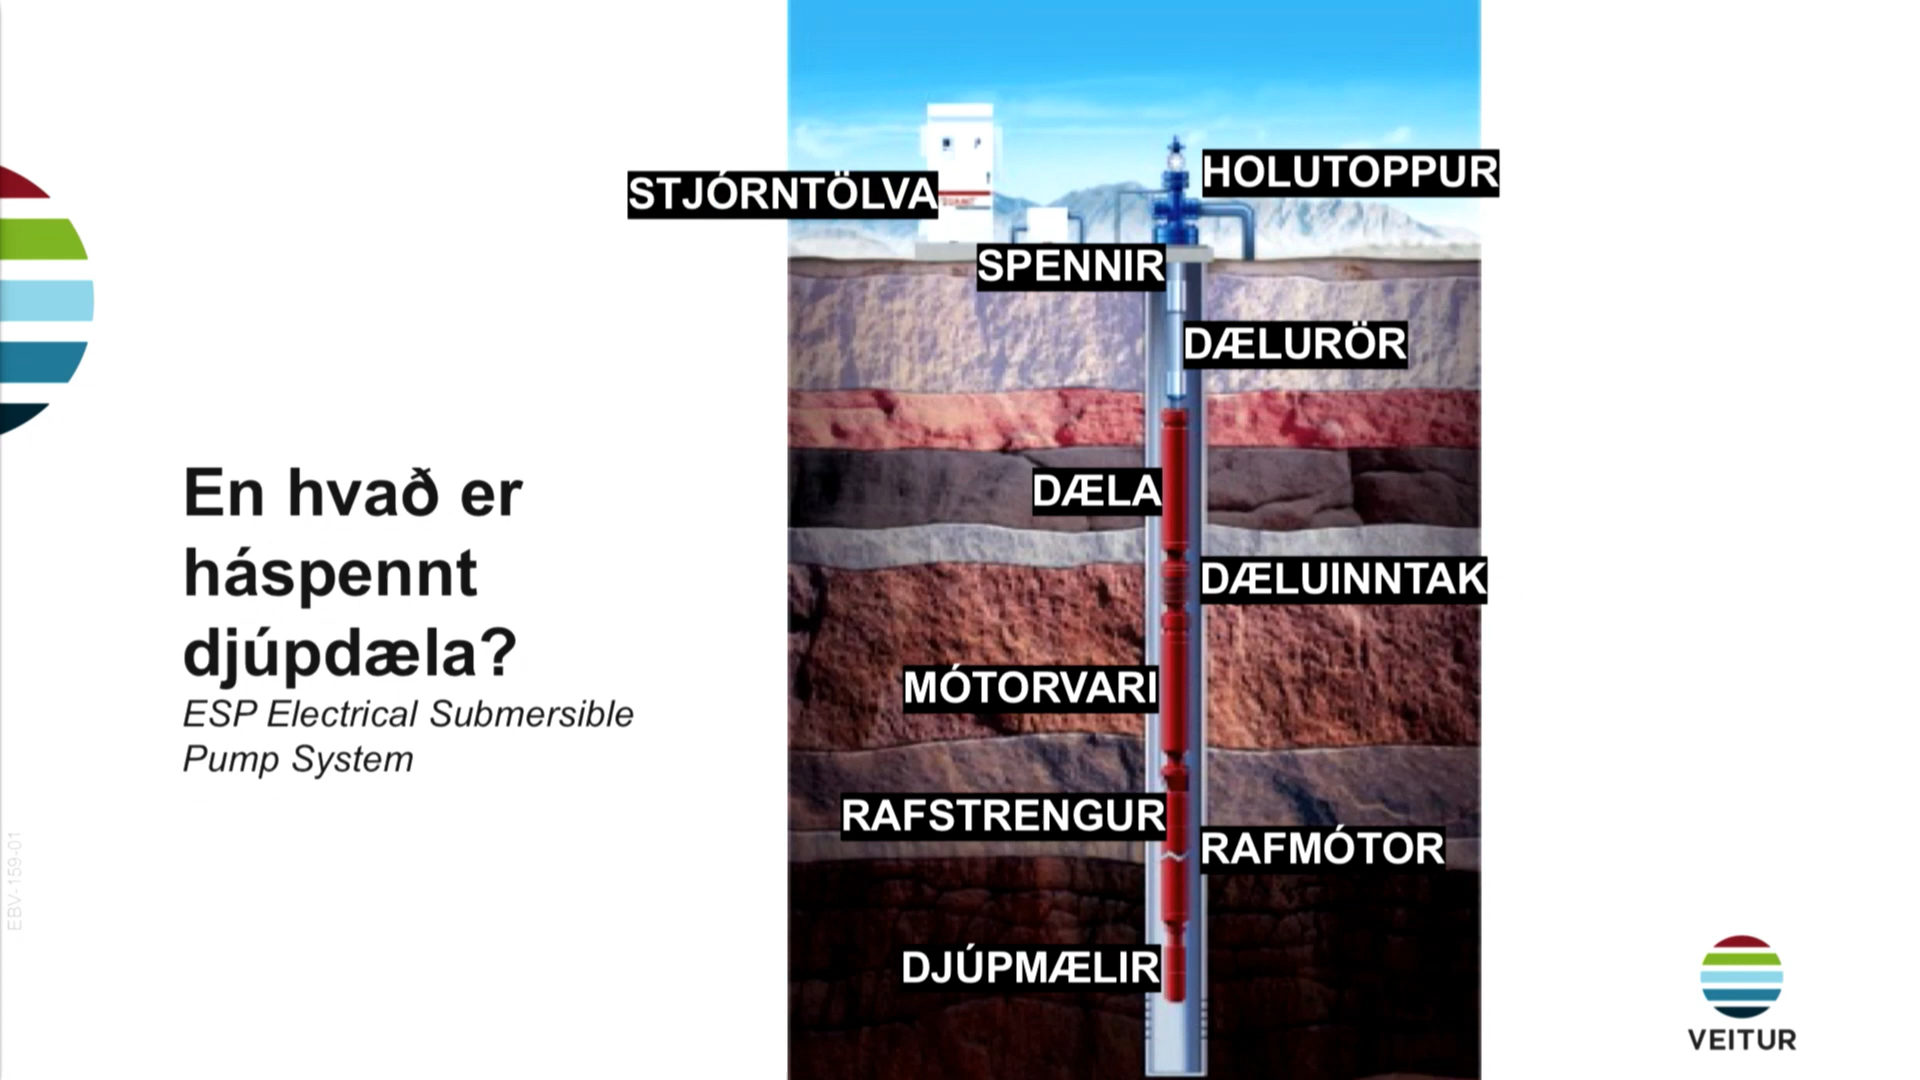 STJÓRNTÖLVA
HOLUTOPPUR
SPENNIR
DÆLURÖR
DÆLA
DÆLUINNTAK
MÓTORVARI
RAFSTRENGUR
RAFMÓTOR
DJÚPMÆLIR
En hvað er
háspennt
djúpdæla?
ESP Electrical Submersible
Pump System
EBV-159-01
VEITUR